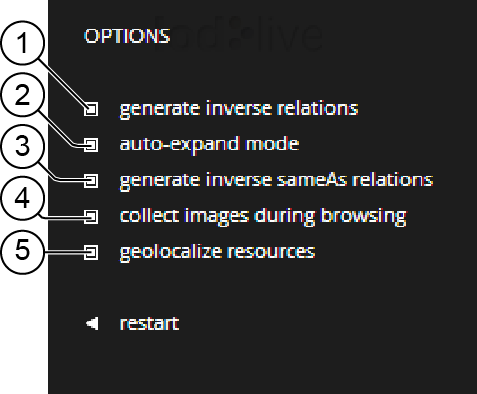 OPTIONS
1 generate inverse relations
2 auto-expand mode
3 generate inverse sameAs relations
4 collect images during browsing
5 geolocalize resources
restart